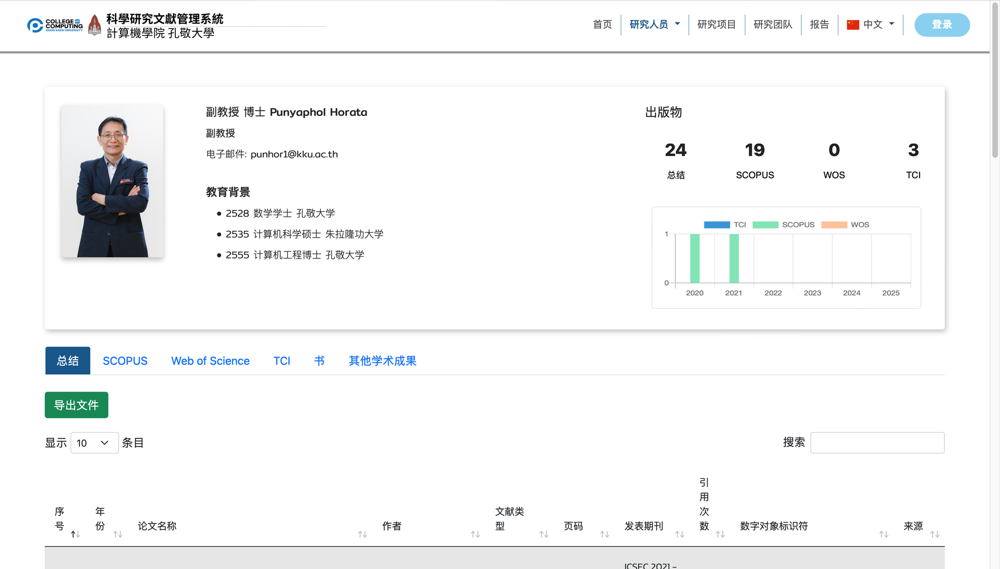 COLLEGE OF
COMPUTING
KHON KAEN UNIVERSITY
科學研究文獻管理系統
計算機學院 孔敬大學
首页
研究人员
研究项目
研究团队
报告
中文
登录
副教授 博士 Punyaphol Horata
副教授
电子邮件: punhor1@kku.ac.th
教育背景
2528 数学学士 孔敬大学
2535 计算机科学硕士 朱拉隆功大学
2555 计算机工程博士 孔敬大学
出版物
24 19 0 3
总结 SCOPUS WOS TCI
TCI SCOPUS WOS
1
0
2020 2021 2022 2023 2024 2025
总结 SCOPUS Web of Science TCI 书 其他学术成果
导出文件
显示 10 条目
搜索
序号 年份 论文名称 作者 文献类型 页码 发表期刊 引用次数 数字对象标识符 来源
ICSEC 2021 -